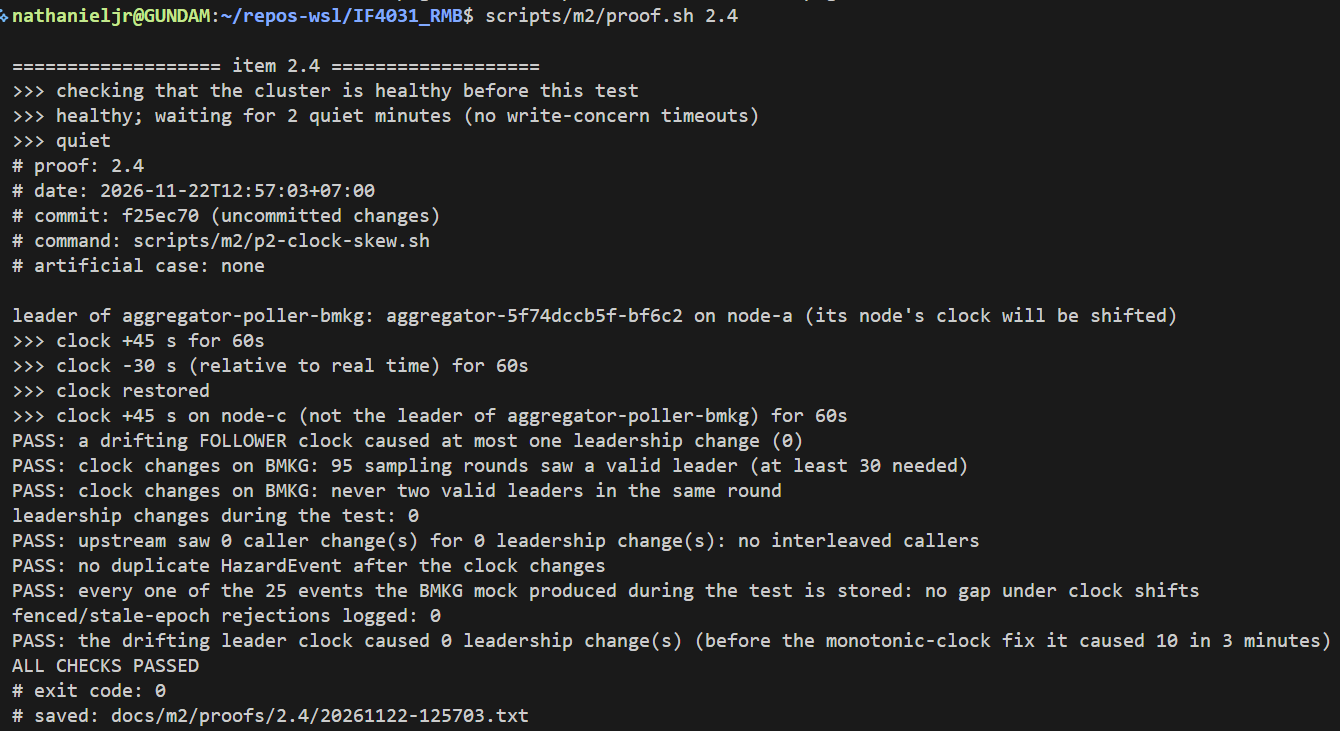 nathanieljr@GUNDAM:~/repos-wsl/IF4031_RMB$ scripts/m2/proof.sh 2.4
=================== item 2.4 ===================
>>> checking that the cluster is healthy before this test
>>> healthy; waiting for 2 quiet minutes (no write-concern timeouts)
>>> quiet
# proof: 2.4
# date: 2026-11-22T12:57:03+07:00
# commit: f25ec70 (uncommitted changes)
# command: scripts/m2/p2-clock-skew.sh
# artificial case: none
leader of aggregator-poller-bmkg: aggregator-5f74dccb5f-bf6c2 on node-a (its node's clock will be shifted)
>>> clock +45 s for 60s
>>> clock -30 s (relative to real time) for 60s
>>> clock restored
>>> clock +45 s on node-c (not the leader of aggregator-poller-bmkg) for 60s
PASS: a drifting FOLLOWER clock caused at most one leadership change (0)
PASS: clock changes on BMKG: 95 sampling rounds saw a valid leader (at least 30 needed)
PASS: clock changes on BMKG: never two valid leaders in the same round
leadership changes during the test: 0
PASS: upstream saw 0 caller change(s) for 0 leadership change(s): no interleaved callers
PASS: no duplicate HazardEvent after the clock changes
PASS: every one of the 25 events the BMKG mock produced during the test is stored: no gap under clock shifts
fenced/stale-epoch rejections logged: 0
PASS: the drifting leader clock caused 0 leadership change(s) (before the monotonic-clock fix it caused 10 in 3 minutes)
ALL CHECKS PASSED
# exit code: 0
# saved: docs/m2/proofs/2.4/20261122-125703.txt